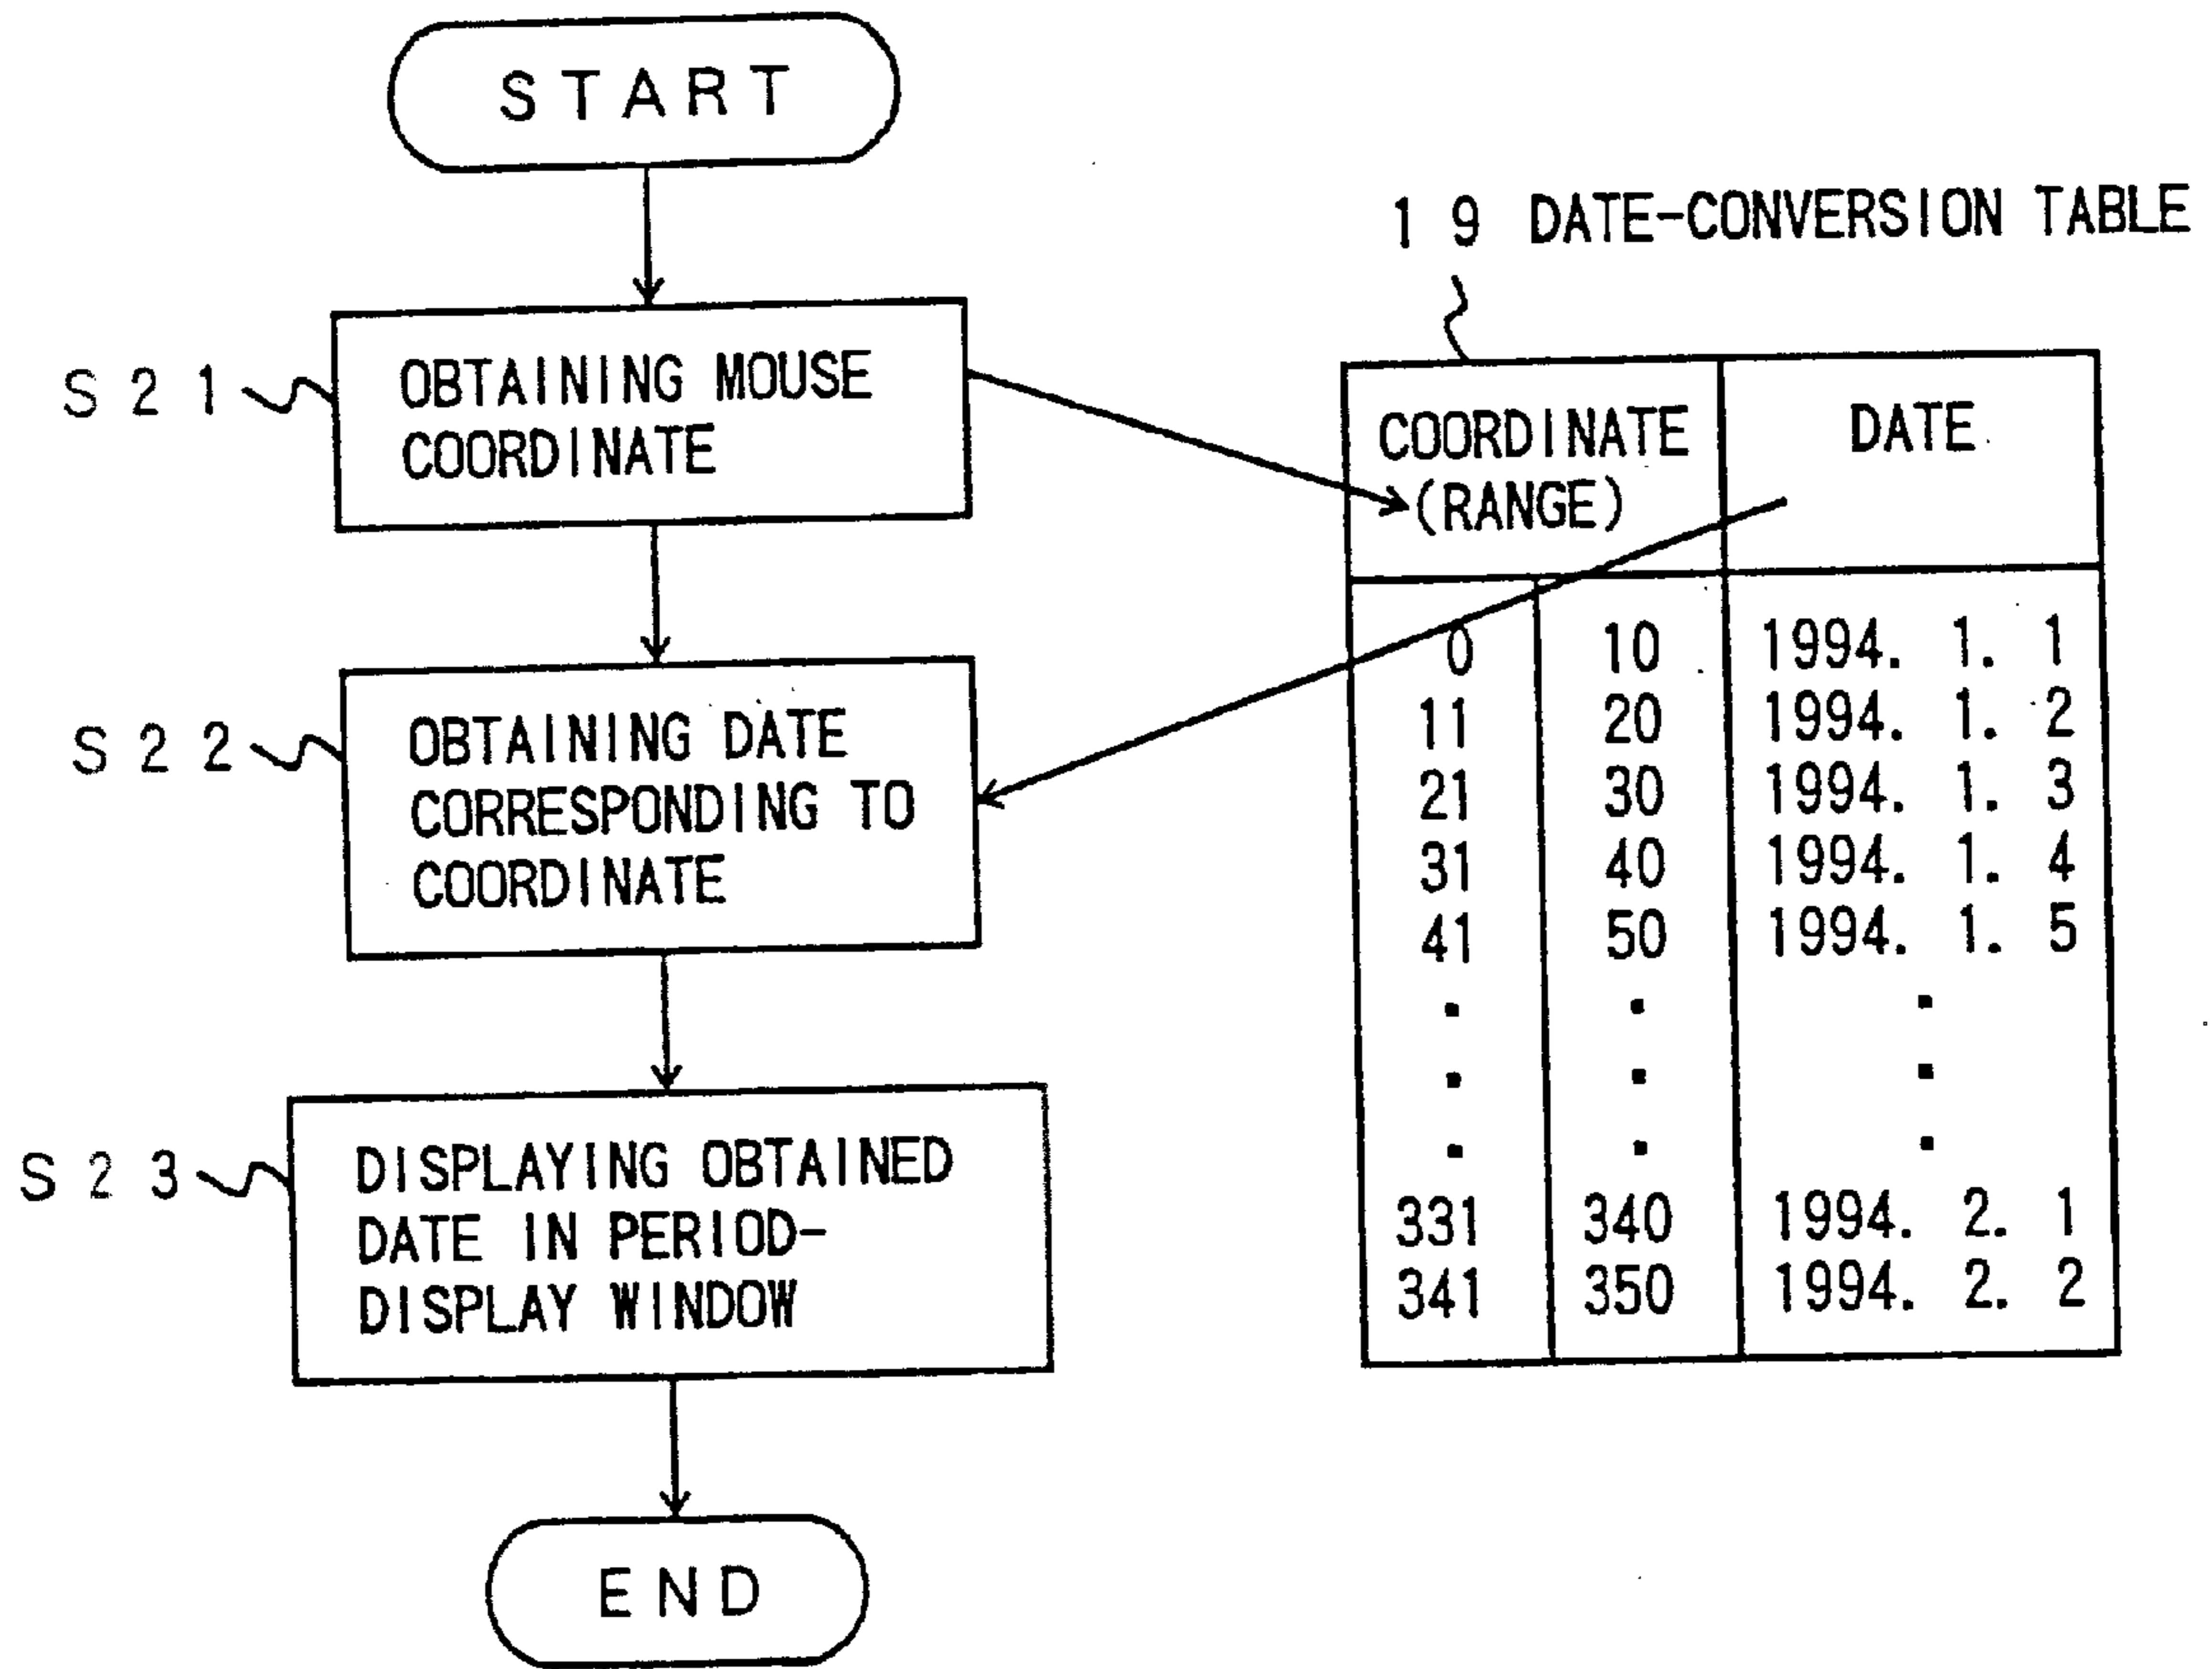 START
S21
OBTAINING MOUSE
COORDINATE
S22
OBTAINING DATE
CORRESPONDING TO
COORDINATE
S23
DISPLAYING OBTAINED
DATE IN PERIOD-
DISPLAY WINDOW
END
19 DATE-CONVERSION TABLE
COORDINATE
(RANGE)
DATE
0 10 1994. 1. 1
11 20 1994. 1. 2
21 30 1994. 1. 3
31 40 1994. 1. 4
41 50 1994. 1. 5
. . .
. . .
. . .
331 340 1994. 2. 1
341 350 1994. 2. 2